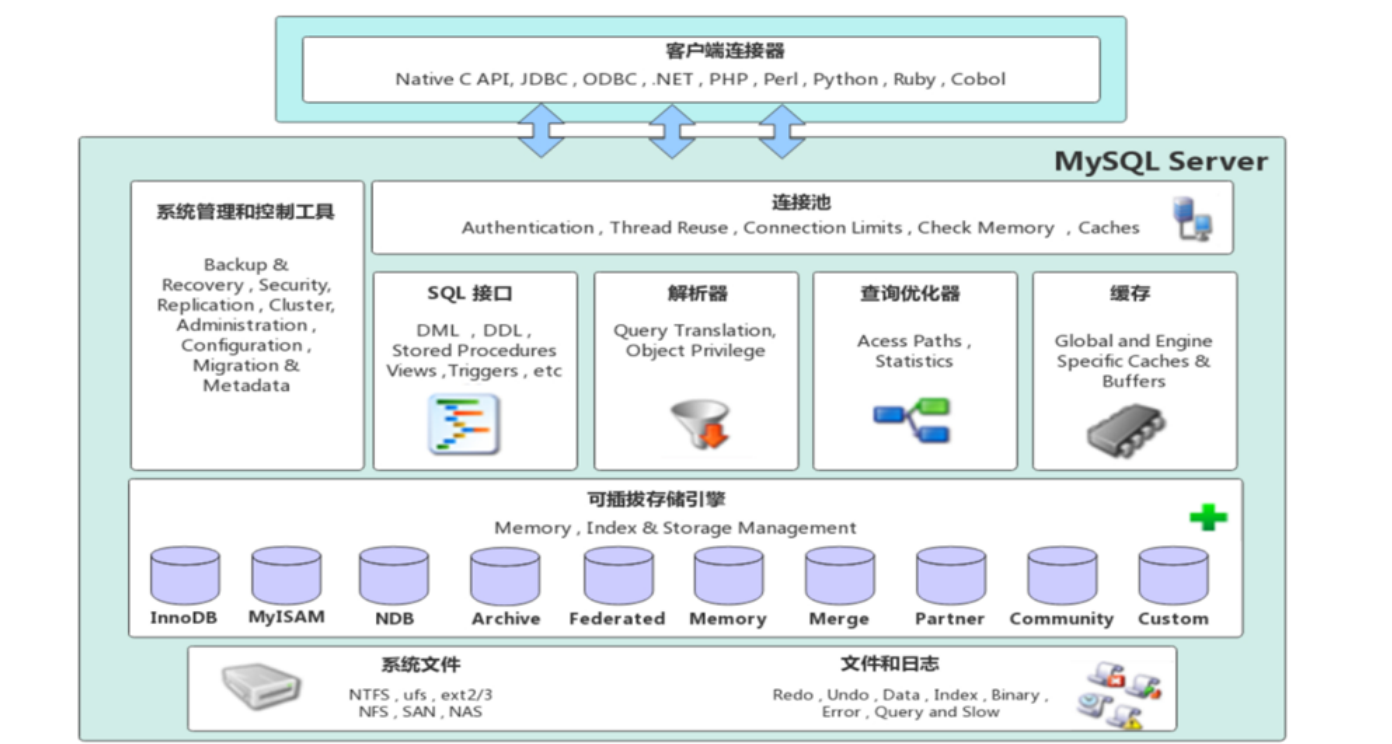 客户端连接器
Native C API, JDBC , ODBC , .NET , PHP , Perl , Python , Ruby , Cobol
MySQL Server
系统管理和控制工具
Backup &
Recovery , Security,
Replication , Cluster,
Administration ,
Configuration ,
Migration &
Metadata
连接池
Authentication , Thread Reuse , Connection Limits , Check Memory , Caches
SQL 接口
DML , DDL ,
Stored Procedures
Views ,Triggers , etc
解析器
Query Translation,
Object Privilege
查询优化器
Acess Paths ,
Statistics
缓存
Global and Engine
Specific Caches &
Buffers
可插拔存储引擎
Memory , Index & Storage Management
InnoDB
MyISAM
NDB
Archive
Federated
Memory
Merge
Partner
Community
Custom
系统文件
NTFS , ufs , ext2/3
NFS , SAN , NAS
文件和日志
Redo , Undo , Data , Index , Binary ,
Error , Query and Slow